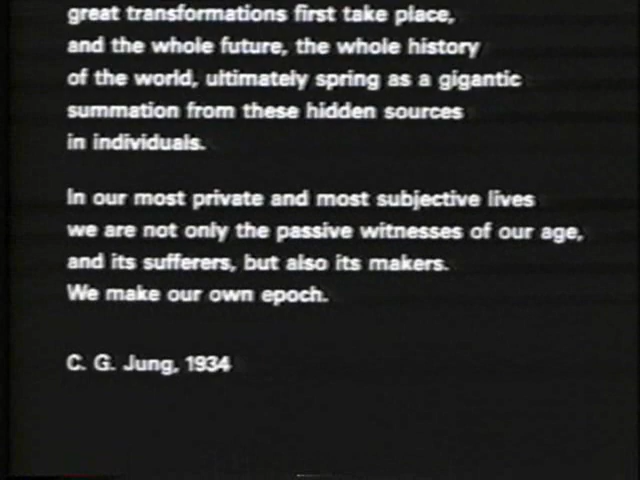 great transformations first take place,
and the whole future, the whole history
of the world, ultimately spring as a gigantic
summation from these hidden sources
in individuals.
In our most private and most subjective lives
we are not only the passive witnesses of our age,
and its sufferers, but also its makers.
We make our own epoch.
C. G. Jung, 1934